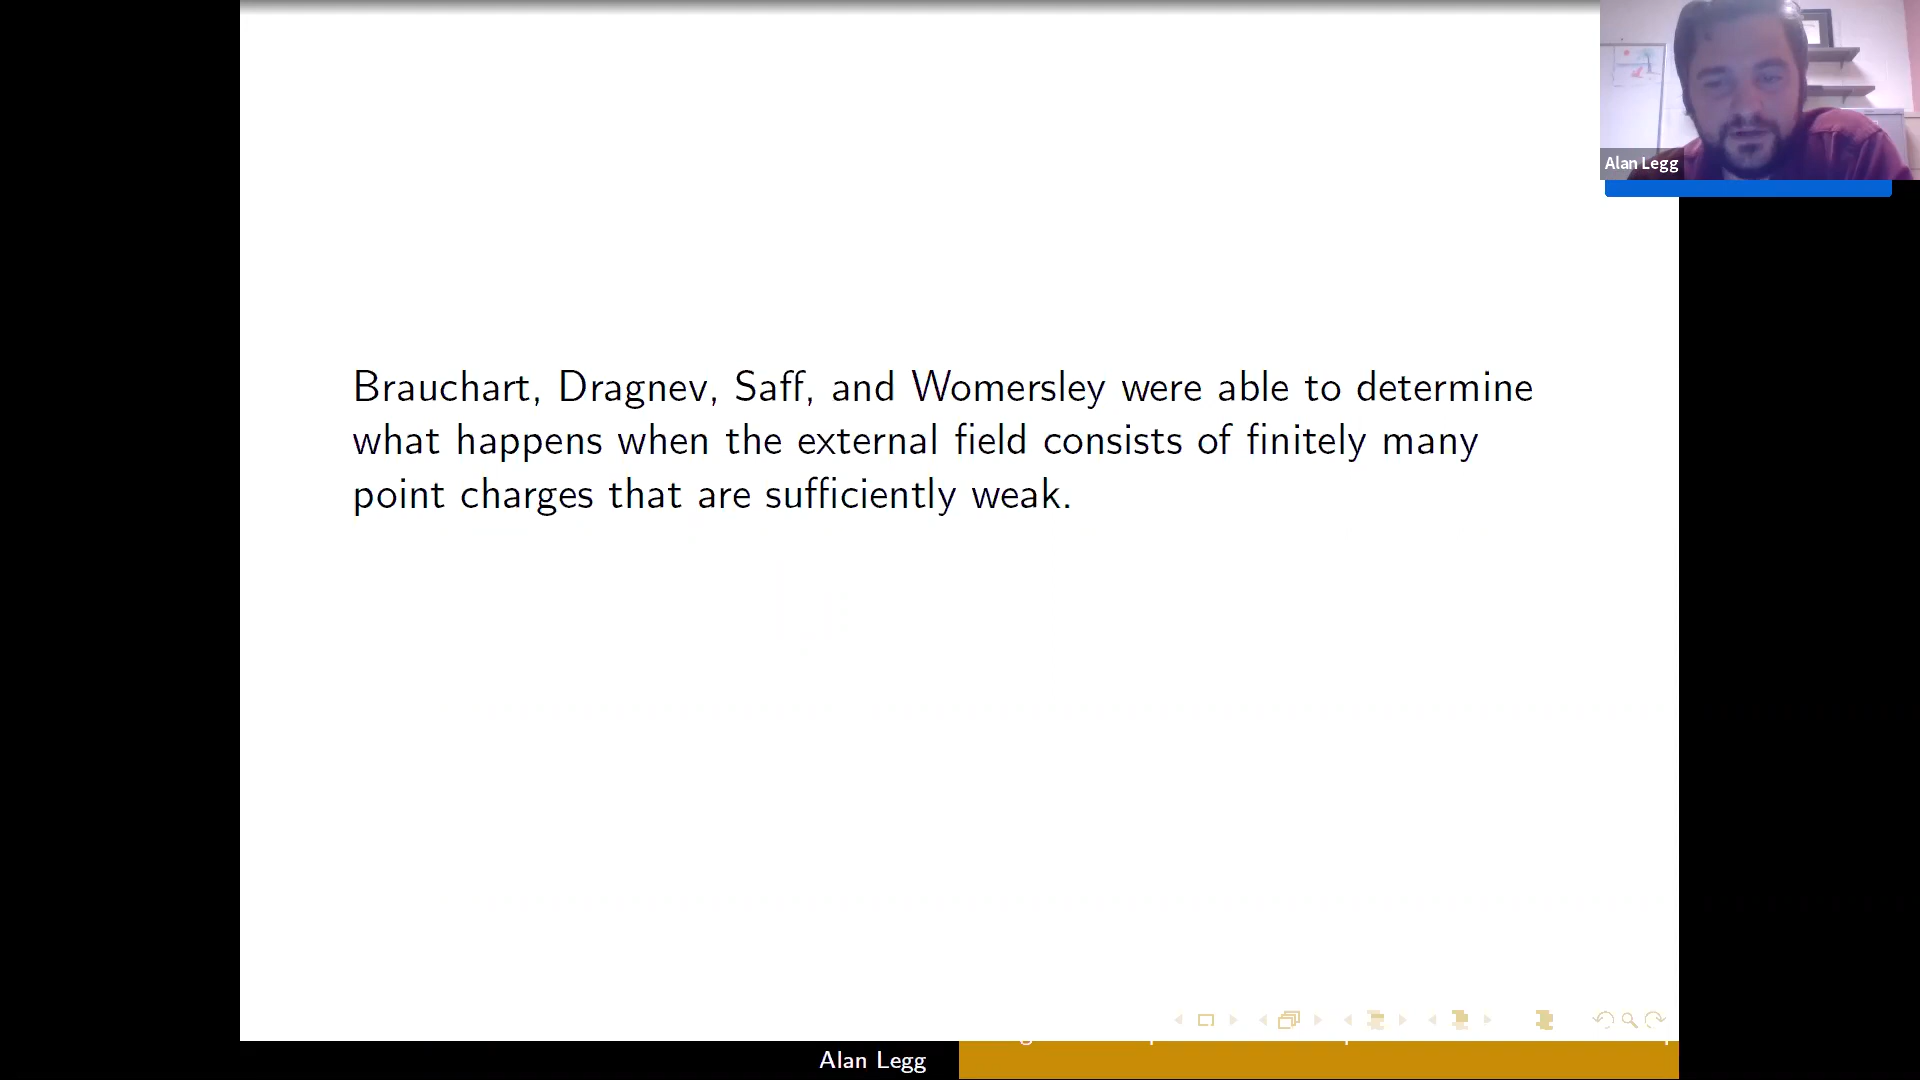 Alan Legg
Brauchart, Dragnev, Saff, and Womersley were able to determine
what happens when the external field consists of finitely many
point charges that are sufficiently weak.
Alan Legg